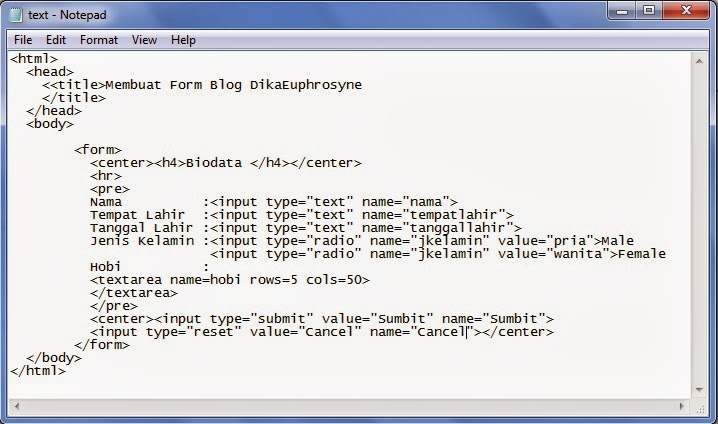 text - Notepad
File Edit Format View Help
<html>
  <head>
    <<title>Membuat Form Blog DikaEuphrosyne
    </title>
  </head>
  <body>
        <form>
          <center><h4>Biodata </h4></center>
          <hr>
          <pre>
          Nama          :<input type="text" name="nama">
          Tempat Lahir  :<input type="text" name="tempatlahir">
          Tanggal Lahir :<input type="text" name="tanggallahir">
          Jenis Kelamin :<input type="radio" name="jkelamin" value="pria">Male
                         <input type="radio" name="jkelamin" value="wanita">Female
          Hobi          :
          <textarea name=hobi rows=5 cols=50>
          </textarea>
          </pre>
          <center><input type="submit" value="Sumbit" name="Sumbit">
          <input type="reset" value="Cancel" name="Cancel"></center>
        </form>
  </body>
</html>